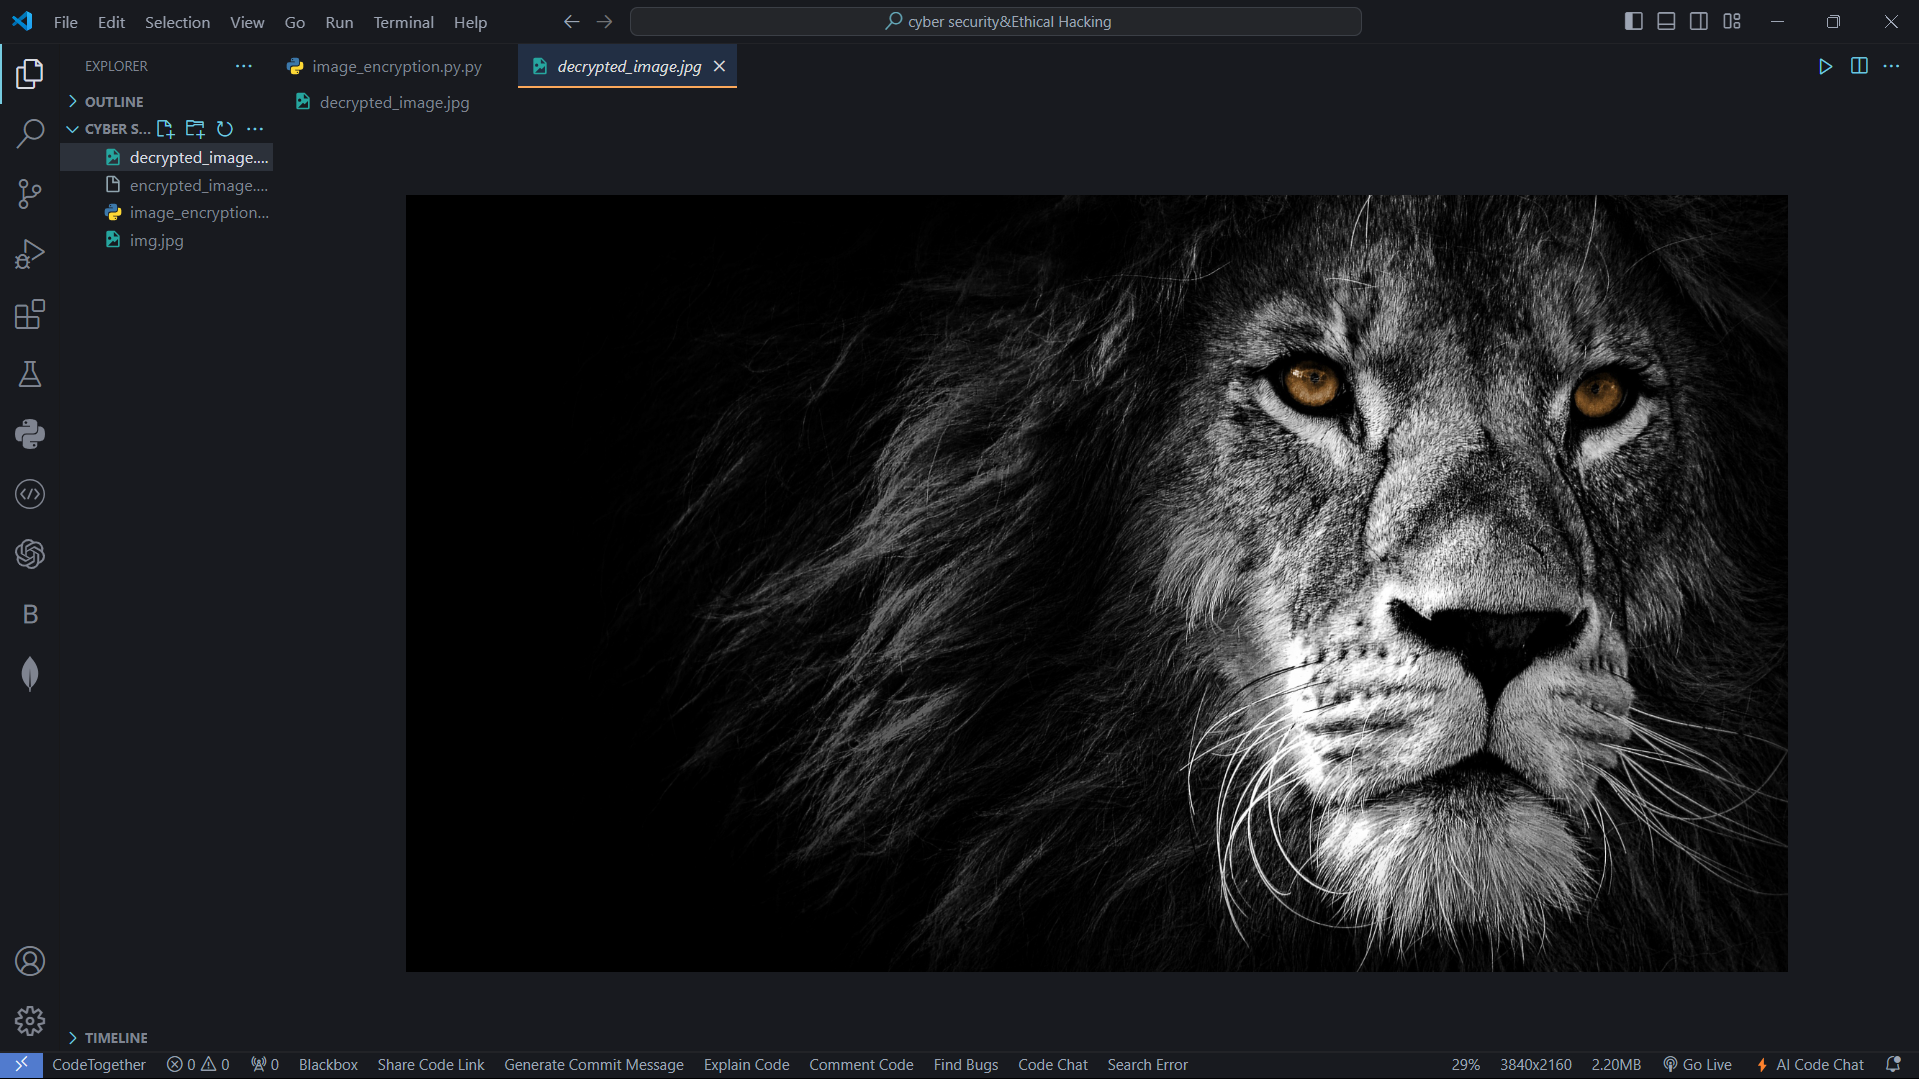 File Edit Selection View Go Run Terminal Help
cyber security&Ethical Hacking
EXPLORER
image_encryption.py.py
decrypted_image.jpg
OUTLINE
decrypted_image.jpg
CYBER S...
decrypted_image....
encrypted_image....
image_encryption...
img.jpg
B
TIMELINE
CodeTogether 0 0 0 Blackbox Share Code Link Generate Commit Message Explain Code Comment Code Find Bugs Code Chat Search Error 29% 3840x2160 2.20MB Go Live AI Code Chat